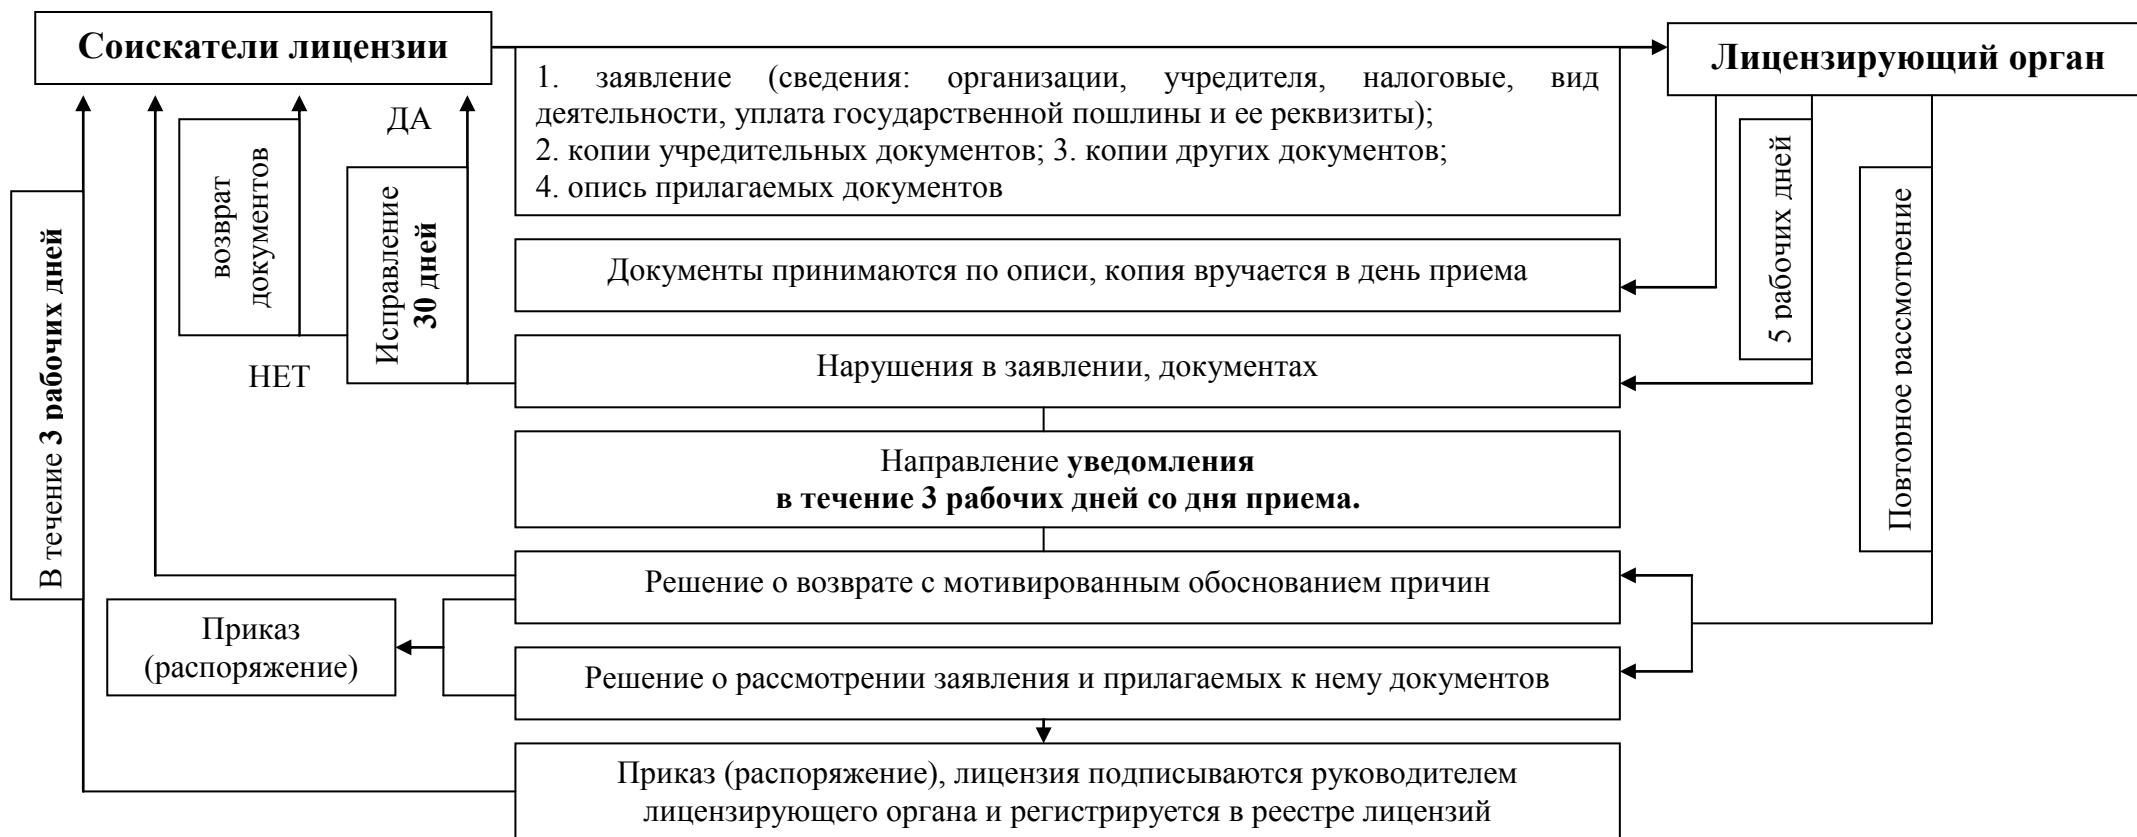 Соискатели лицензии
Лицензирующий орган
1. заявление (сведения: организации, учредителя, налоговые, вид
деятельности, уплата государственной пошлины и ее реквизиты);
2. копии учредительных документов; 3. копии других документов;
4. опись прилагаемых документов
ДА
возврат
документов
Исправление
30 дней
НЕТ
В течение 3 рабочих дней
5 рабочих дней
Повторное рассмотрение
Документы принимаются по описи, копия вручается в день приема
Нарушения в заявлении, документах
Направление уведомления
в течение 3 рабочих дней со дня приема.
Решение о возврате с мотивированным обоснованием причин
Приказ
(распоряжение)
Решение о рассмотрении заявления и прилагаемых к нему документов
Приказ (распоряжение), лицензия подписываются руководителем
лицензирующего органа и регистрируется в реестре лицензий